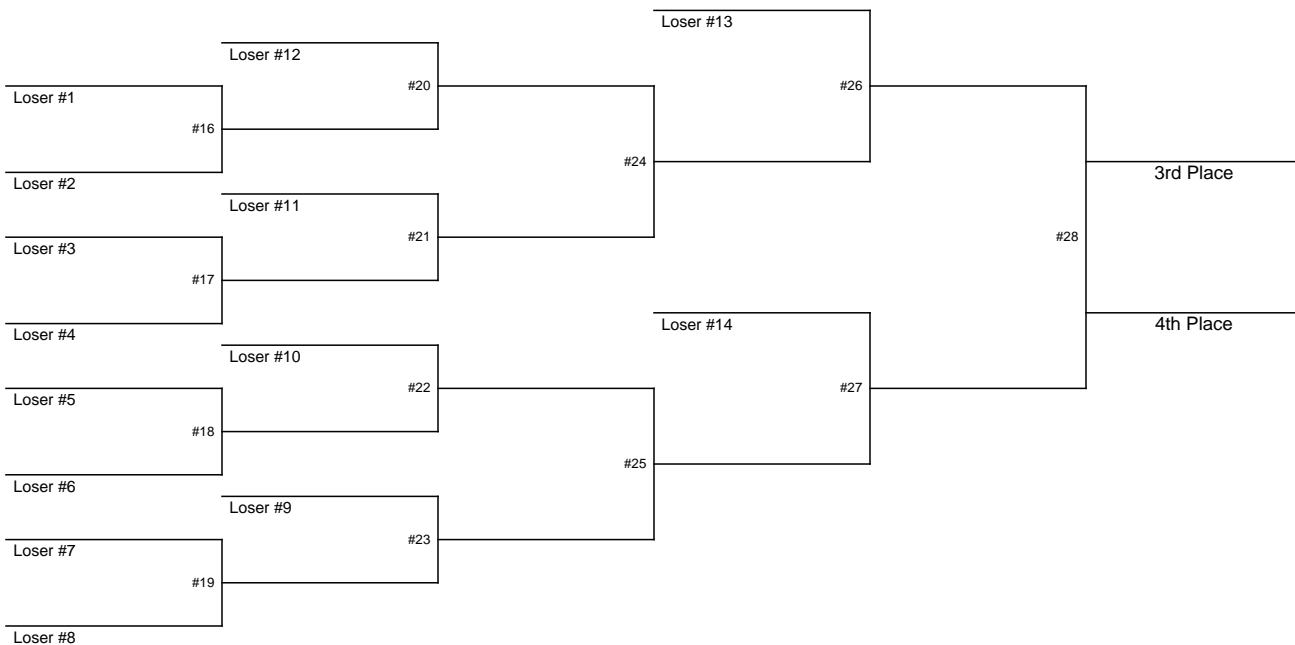 Loser #13
Loser #12
#20
#26
Loser #1
#16
#24
3rd Place
Loser #2
Loser #11
#21
#28
Loser #3
#17
Loser #14
4th Place
Loser #4
Loser #10
#22
#27
Loser #5
#18
#25
Loser #6
Loser #9
#23
Loser #7
#19
Loser #8